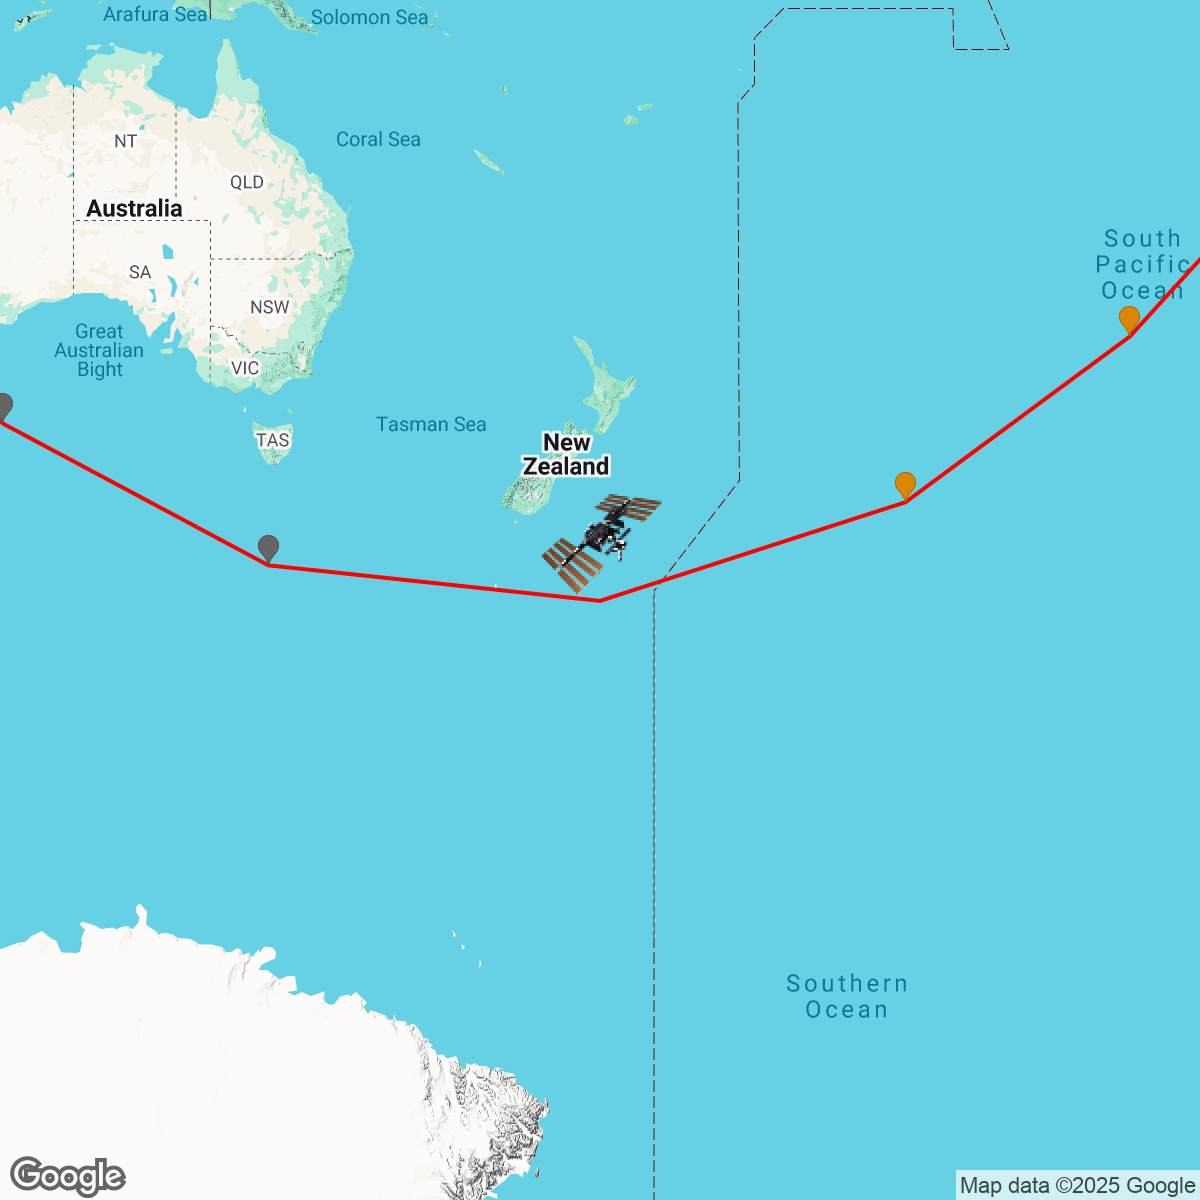 Arafura Sea
Solomon Sea
NT
Coral Sea
QLD
Australia
South
Pacific
Ocean
SA
NSW
Great
Australian
Bight
VIC
Tasman Sea
TAS
New
Zealand
Southern
Ocean
Google
Map data ©2025 Google